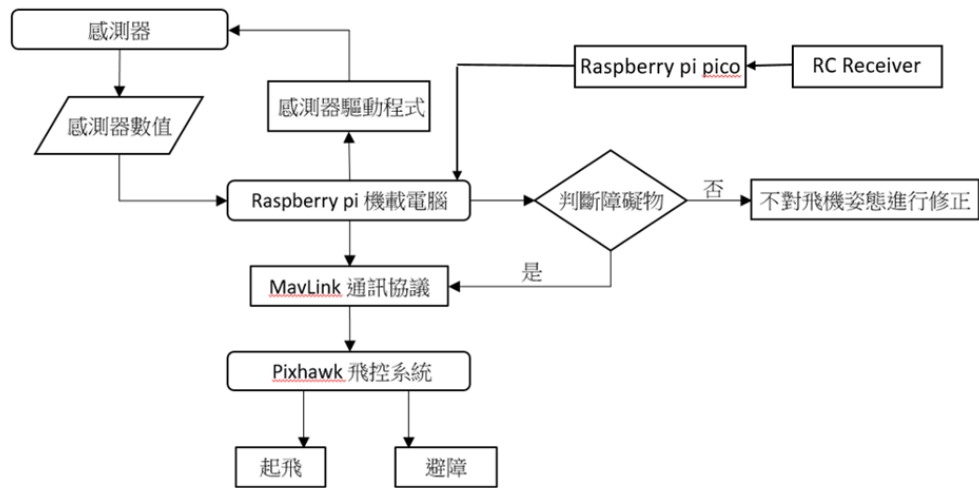 感測器
Raspberry pi pico
RC Receiver
感測器數值
感測器驅動程式
Raspberry pi 機載電腦
判斷障礙物
否
不對飛機姿態進行修正
MavLink 通訊協議
是
Pixhawk 飛控系統
起飛
避障